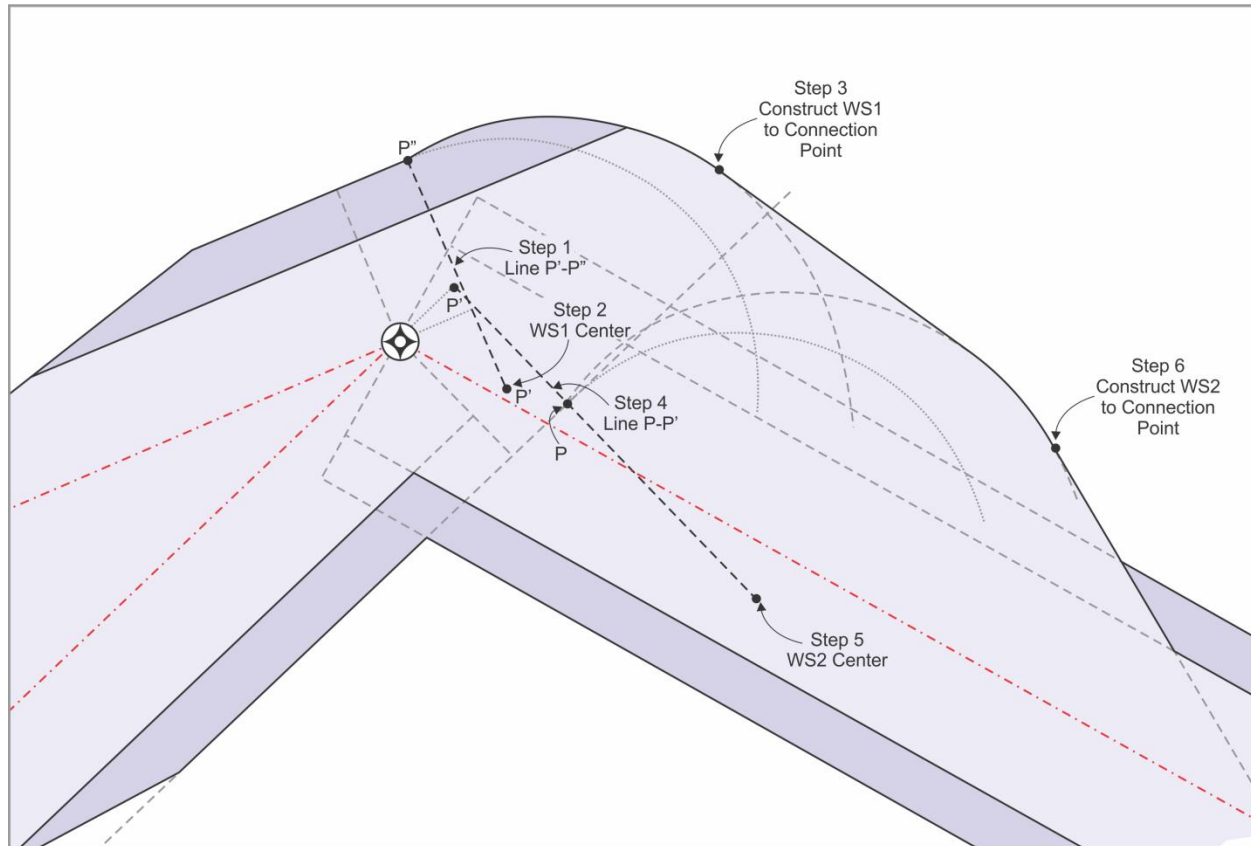 Step 3
Construct WS1
to Connection
Point
P”
Step 1
Line P’-P”
P’
Step 2
WS1 Center
P’
Step 4
Line P-P’
P
Step 6
Construct WS2
to Connection
Point
Step 5
WS2 Center